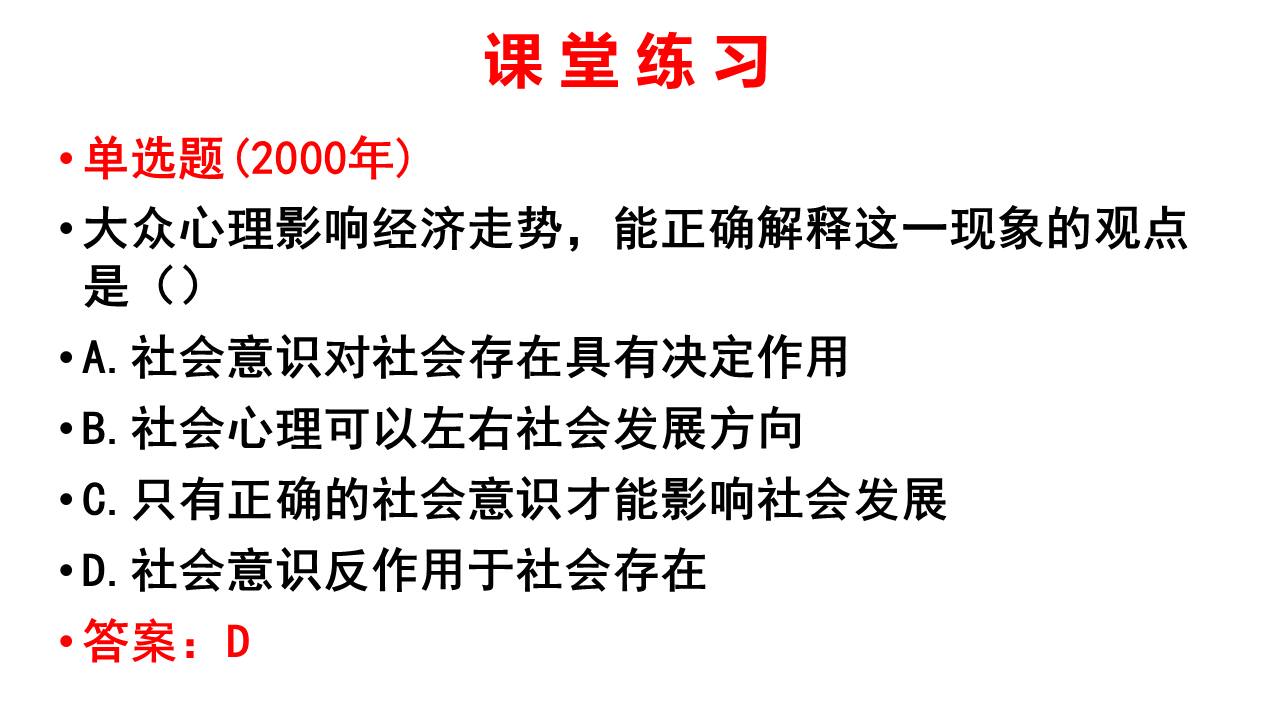 课堂练习
•单选题(2000年)
•大众心理影响经济走势，能正确解释这一现象的观点
是（）
•A.社会意识对社会存在具有决定作用
•B.社会心理可以左右社会发展方向
•C.只有正确的社会意识才能影响社会发展
•D.社会意识反作用于社会存在
•答案：D